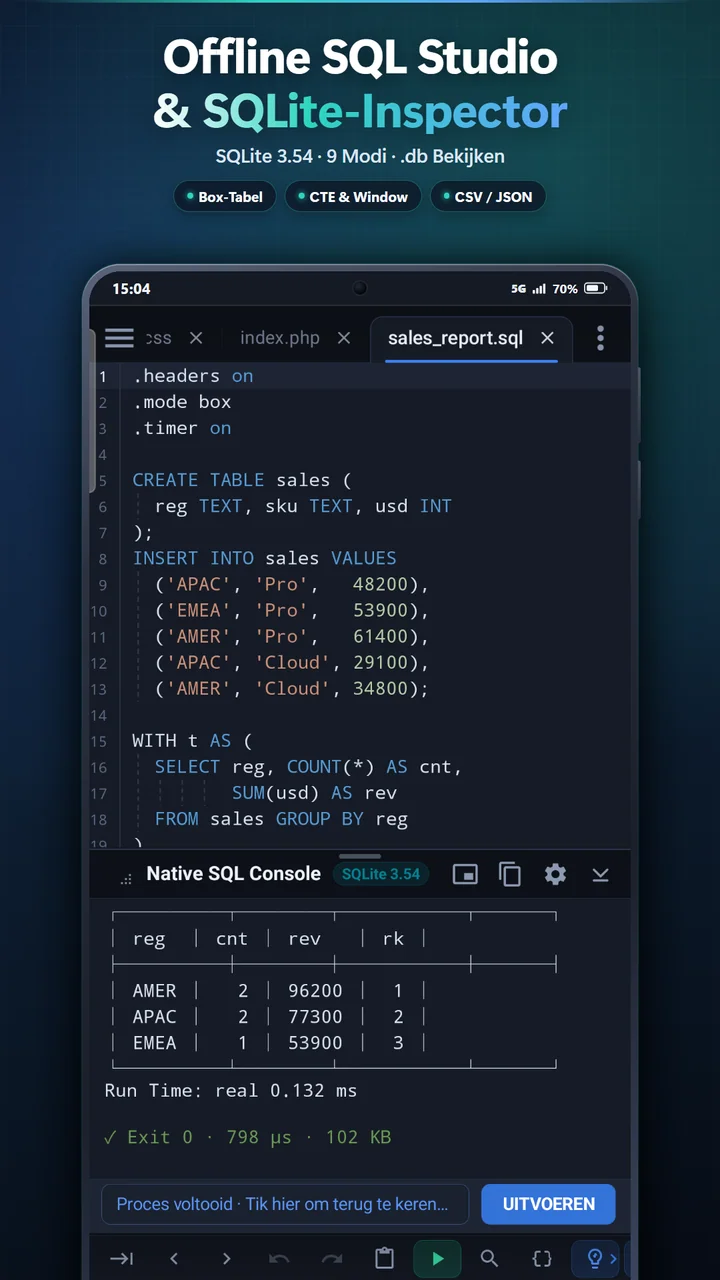 Offline SQL Studio
& SQLite-Inspector
SQLite 3.54 · 9 Modi · .db Bekijken
Box-Tabel
CTE & Window
CSV / JSON
15:04
5G
70%
css
index.php
sales_report.sql
1 .headers on
2 .mode box
3 .timer on
4
5 CREATE TABLE sales (
6 reg TEXT, sku TEXT, usd INT
7 );
8 INSERT INTO sales VALUES
9 ('APAC', 'Pro', 48200),
10 ('EMEA', 'Pro', 53900),
11 ('AMER', 'Pro', 61400),
12 ('APAC', 'Cloud', 29100),
13 ('AMER', 'Cloud', 34800);
14
15 WITH t AS (
16 SELECT reg, COUNT(*) AS cnt,
17 SUM(usd) AS rev
18 FROM sales GROUP BY reg
19 )
Native SQL Console
SQLite 3.54
│ reg │ cnt │ rev │ rk │
│ AMER │ 2 │ 96200 │ 1 │
│ APAC │ 2 │ 77300 │ 2 │
│ EMEA │ 1 │ 53900 │ 3 │
Run Time: real 0.132 ms
✓ Exit 0 · 798 µs · 102 KB
Proces voltooid · Tik hier om terug te keren...
UITVOEREN